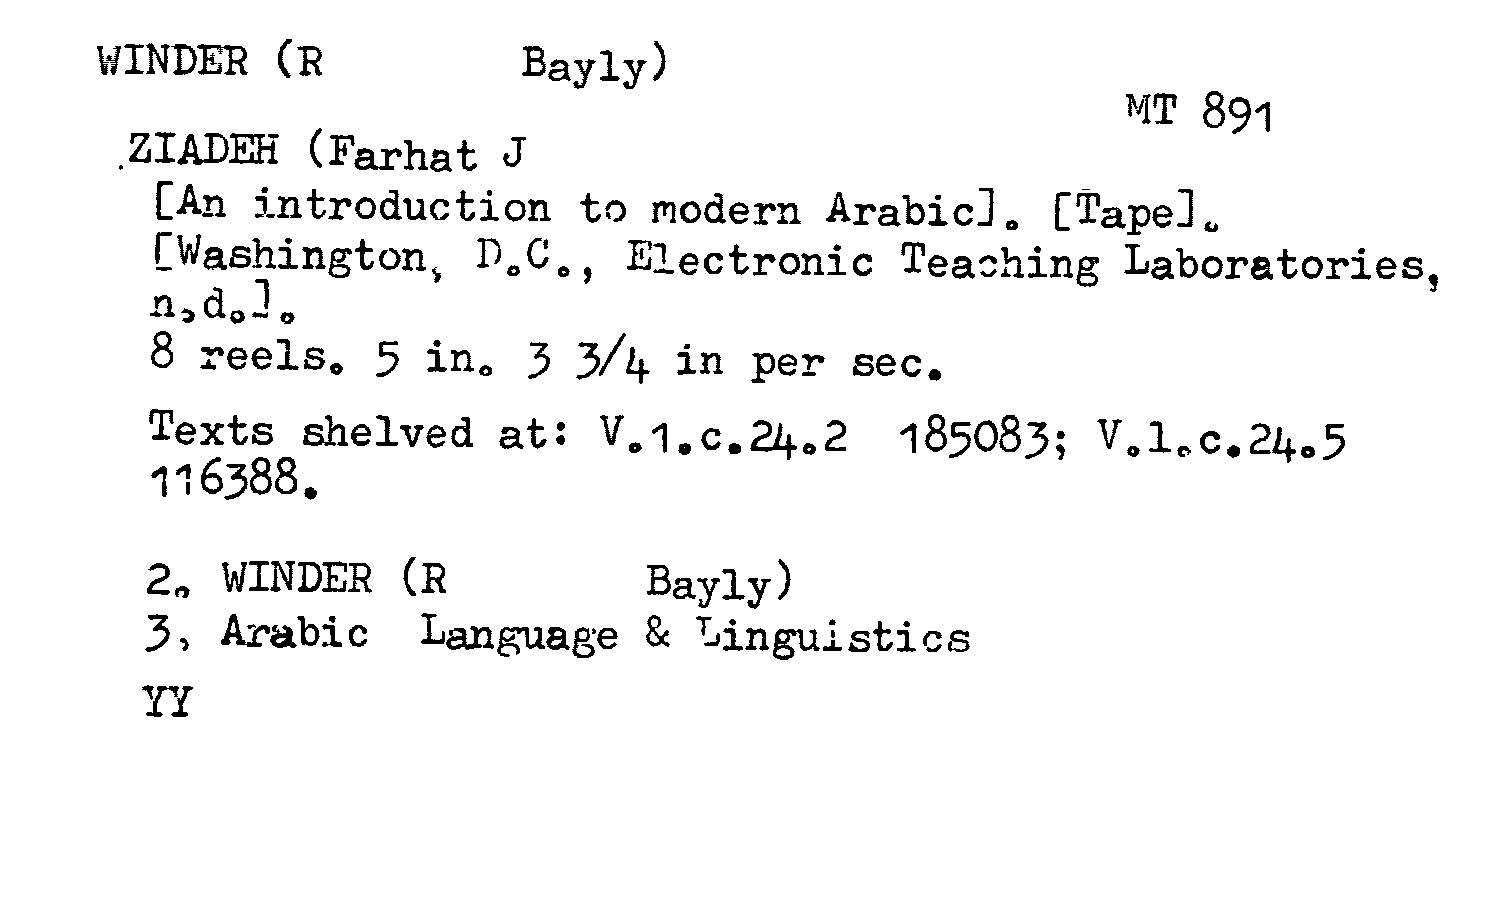 WINDER (R Bayly)
MT 891
ZIADEH (Farhat J
[An introduction to modern Arabic]. [Tape].
[Washington, D.C., Electronic Teaching Laboratories,
n.d.].
8 reels. 5 in. 3 3/4 in per sec.
Texts shelved at: V.1.c.24.2 185083; V.1.c.24.5
116388.
2. WINDER (R Bayly)
3, Arabic Language & Linguistics
YY